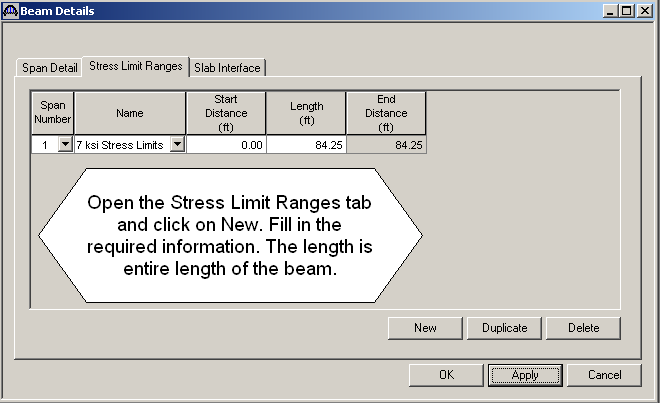 Beam Details
Span Detail Stress Limit Ranges Slab Interface
Span Number Name Start Distance (ft) Length (ft) End Distance (ft)
1 7 ksi Stress Limits 0.00 84.25 84.25
Open the Stress Limit Ranges tab
and click on New. Fill in the
required information. The length is
entire length of the beam.
New Duplicate Delete
OK Apply Cancel